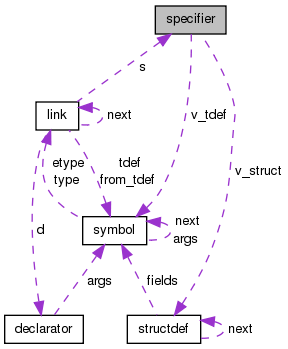 specifier
s
link
next
v_tdef
etype
type
tdef
from_tdef
v_struct
d
symbol
next
args
args
fields
declarator
structdef
next